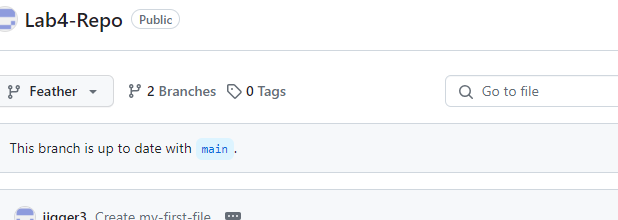 Lab4-Repo Public
Feather 2 Branches 0 Tags Go to file
This branch is up to date with main .
jigger3 Create my-first-file